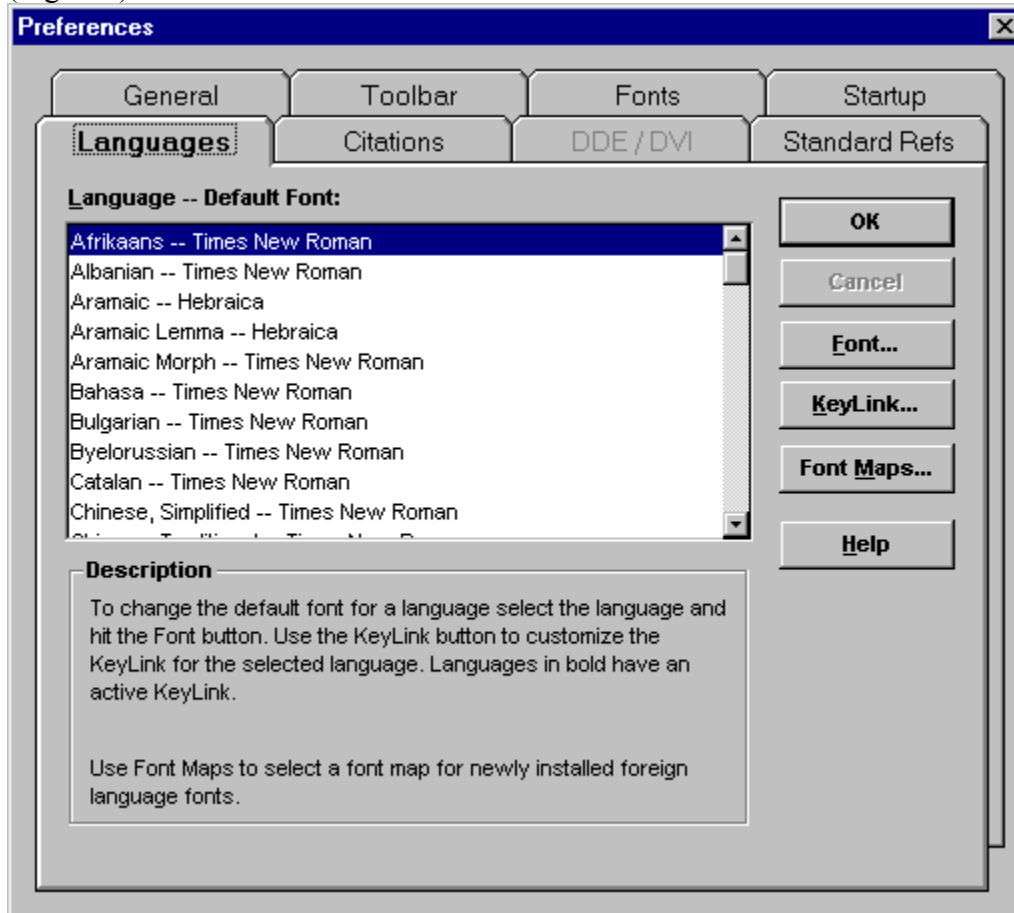 Preferences
General Toolbar Fonts Startup
Languages Citations DDE / DVI Standard Refs
Language -- Default Font:
Afrikaans -- Times New Roman
Albanian -- Times New Roman
Aramaic -- Hebraica
Aramaic Lemma -- Hebraica
Aramaic Morph -- Times New Roman
Bahasa -- Times New Roman
Bulgarian -- Times New Roman
Byelorussian -- Times New Roman
Catalan -- Times New Roman
Chinese, Simplified -- Times New Roman
OK
Cancel
Font...
KeyLink...
Font Maps...
Help
Description
To change the default font for a language select the language and
hit the Font button. Use the KeyLink button to customize the
KeyLink for the selected language. Languages in bold have an
active KeyLink.
Use Font Maps to select a font map for newly installed foreign
language fonts.